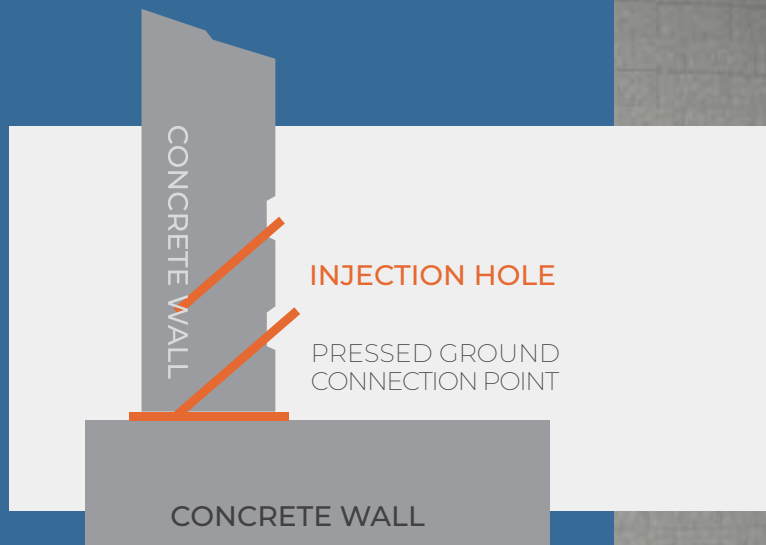 CONCRETE WALL
INJECTION HOLE
PRESSED GROUND
CONNECTION POINT
CONCRETE WALL